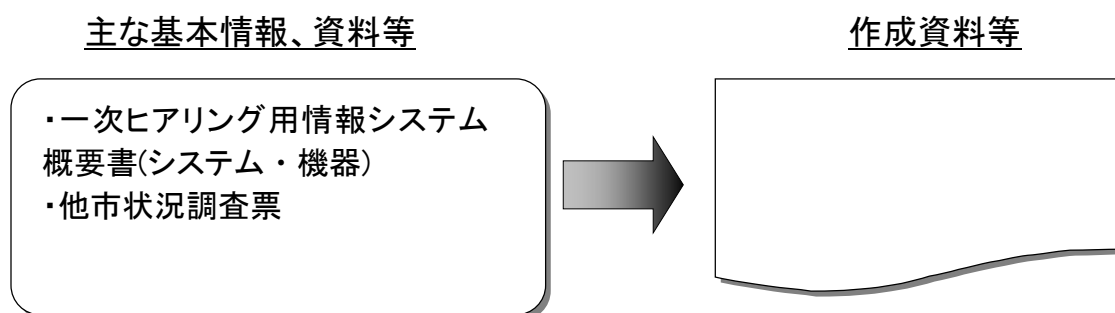 主な基本情報、資料等
作成資料等
・一次ヒアリング用情報システム
概要書(システム・機器)
・他市状況調査票